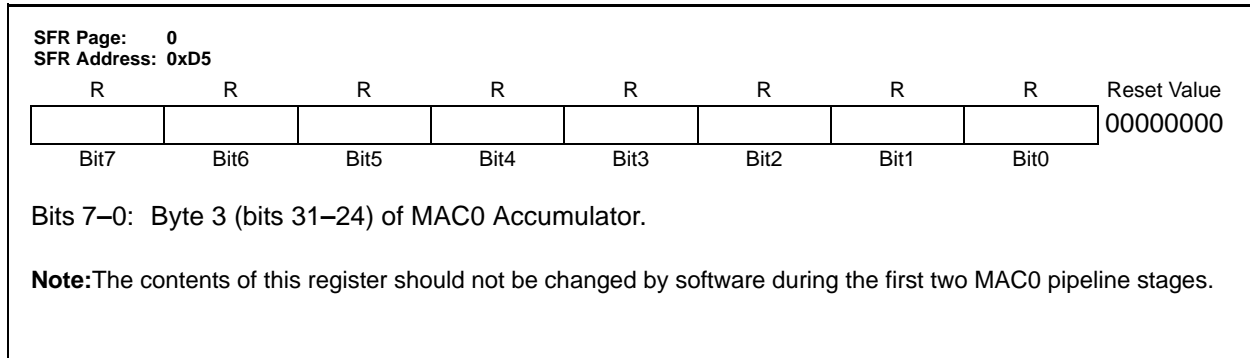 SFR Page: 0
SFR Address: 0xD5
R R R R R R R R Reset Value
00000000
Bit7 Bit6 Bit5 Bit4 Bit3 Bit2 Bit1 Bit0
Bits 7–0: Byte 3 (bits 31–24) of MAC0 Accumulator.
Note:The contents of this register should not be changed by software during the first two MAC0 pipeline stages.